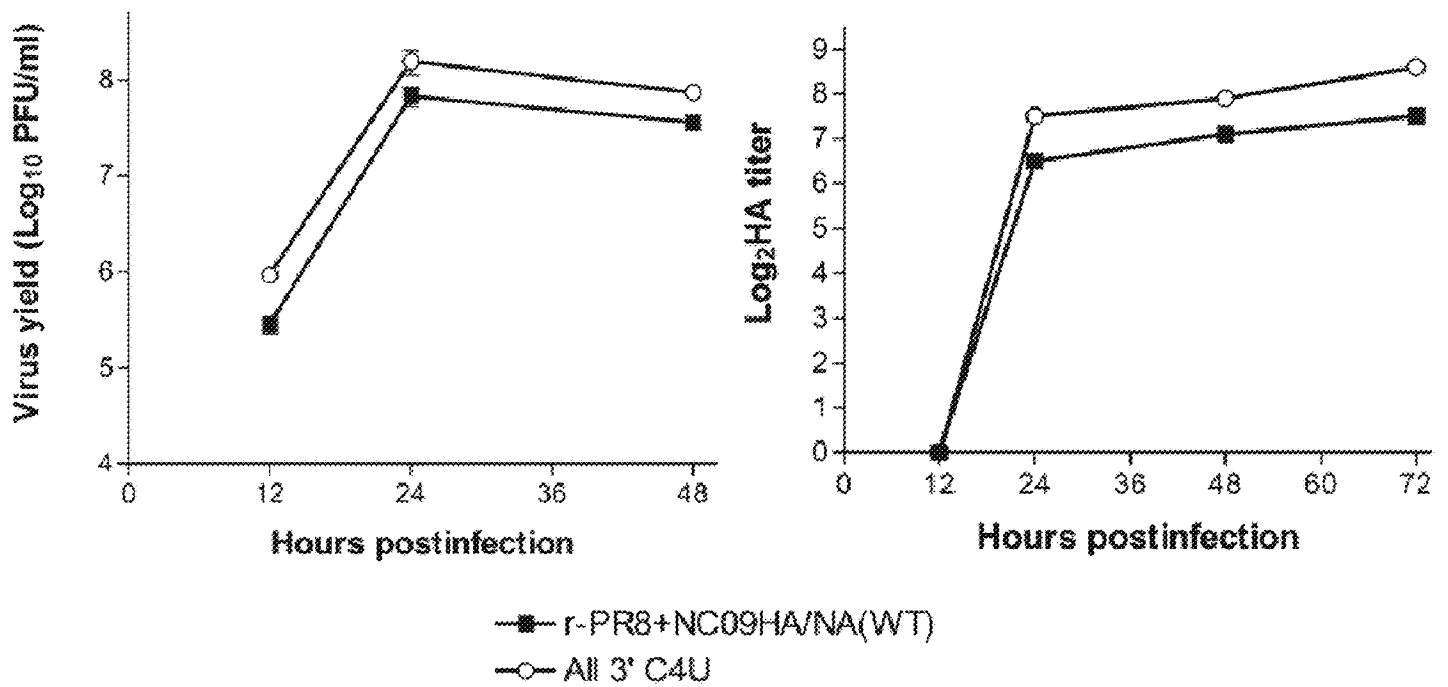 Virus yield (Log10 PFU/ml)
8
7
6
5
4
0 12 24 36 48
Hours postinfection
Log2HA titer
9
8
7
6
5
4
3
2
1
0
0 12 24 36 48 60 72
Hours postinfection
r-PR8+NC09HA/NA(WT)
All 3' C4U